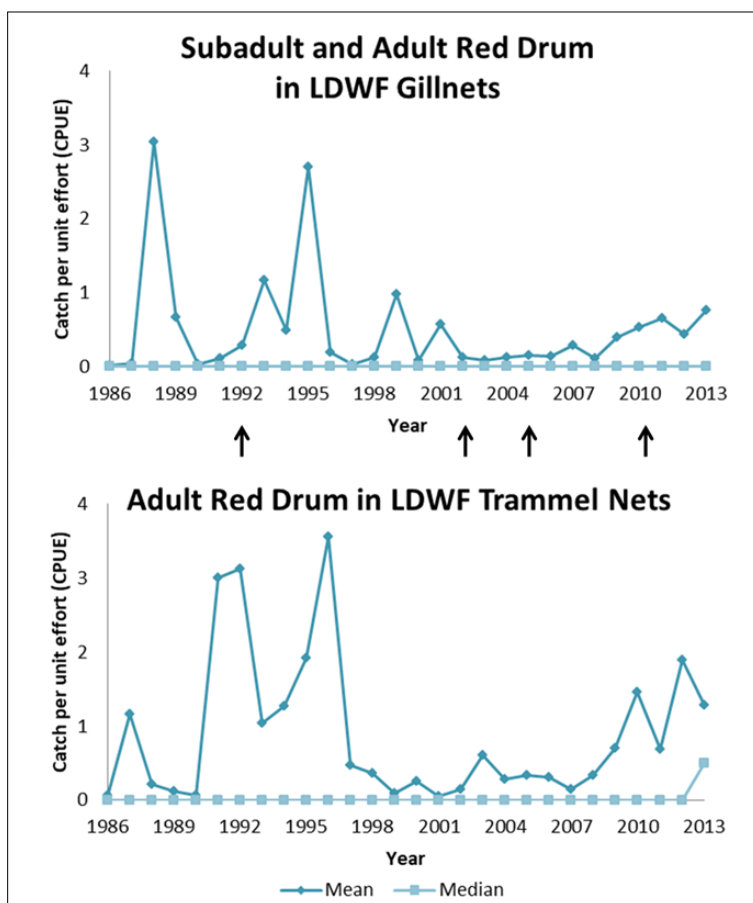 Subadult and Adult Red Drum
in LDWF Gillnets
Catch per unit effort (CPUE)
4
3
2
1
0
1986 1989 1992 1995 1998 2001 2004 2007 2010 2013
Year
Adult Red Drum in LDWF Trammel Nets
Catch per unit effort (CPUE)
4
3
2
1
0
1986 1989 1992 1995 1998 2001 2004 2007 2010 2013
Year
Mean Median